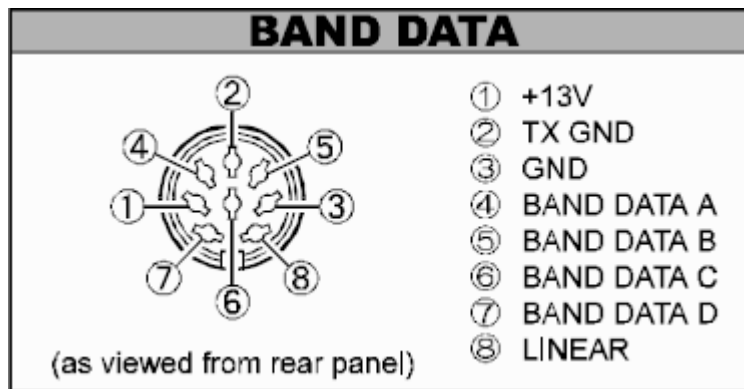 BAND DATA
②
④
⑤
①
③
⑦
⑧
⑥
(as viewed from rear panel)
① +13V
② TX GND
③ GND
④ BAND DATA A
⑤ BAND DATA B
⑥ BAND DATA C
⑦ BAND DATA D
⑧ LINEAR